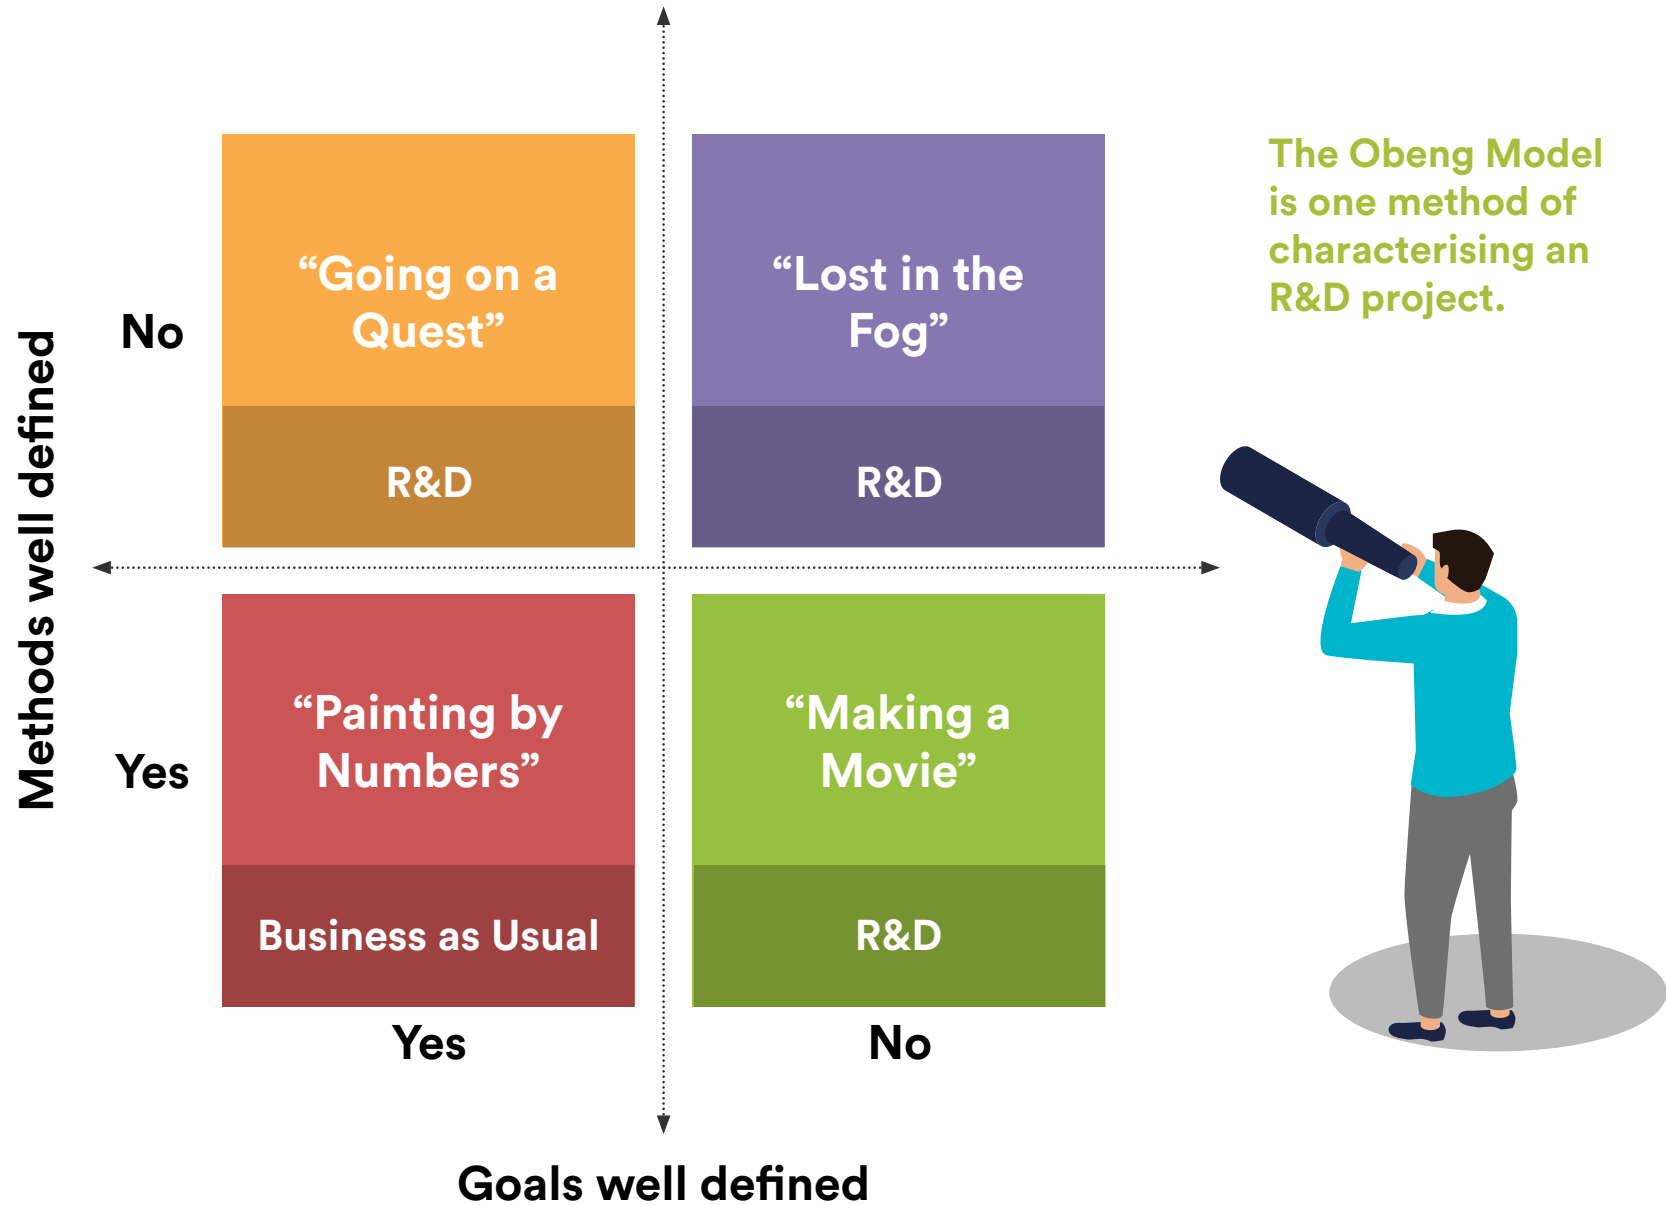 “Going on a
Quest”
R&D
“Lost in the
Fog”
R&D
The Obeng Model
is one method of
characterising an
R&D project.
Methods well defined
No
Yes
“Painting by
Numbers”
Business as Usual
“Making a
Movie”
R&D
Yes
No
Goals well defined